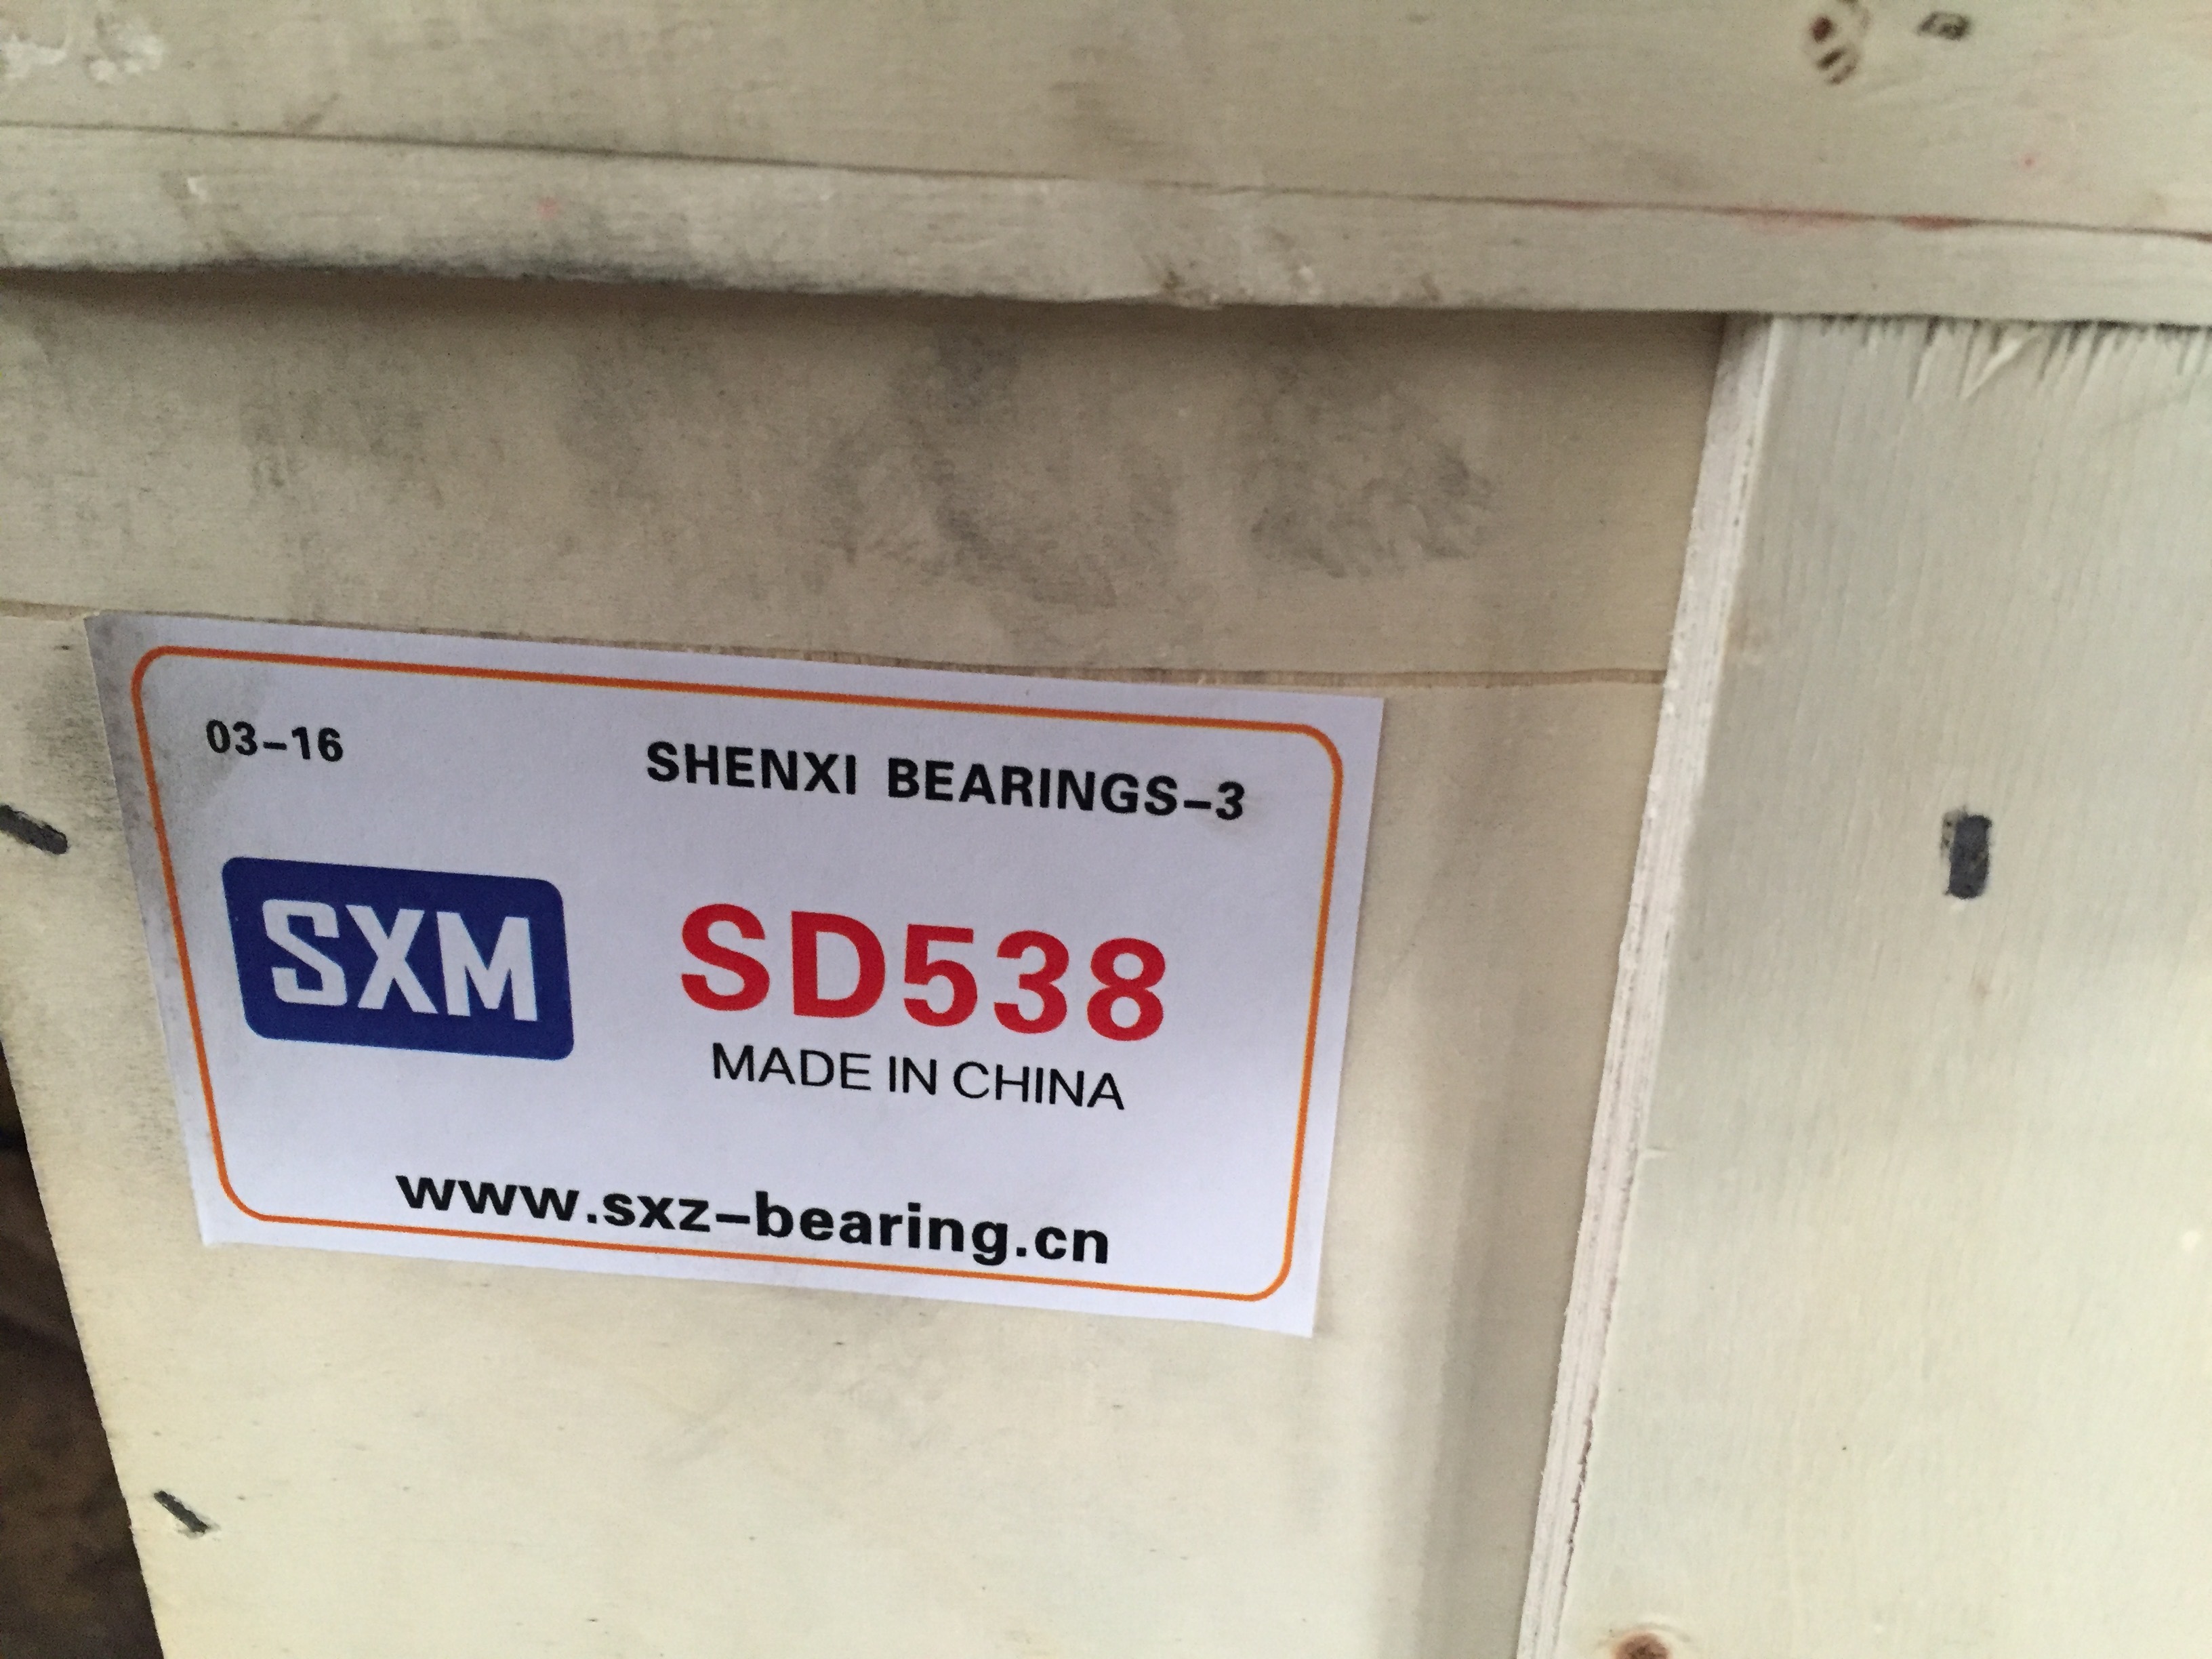 03-16
SHENXI BEARINGS-3
SXM
SD538
MADE IN CHINA
www.sxz-bearing.cn